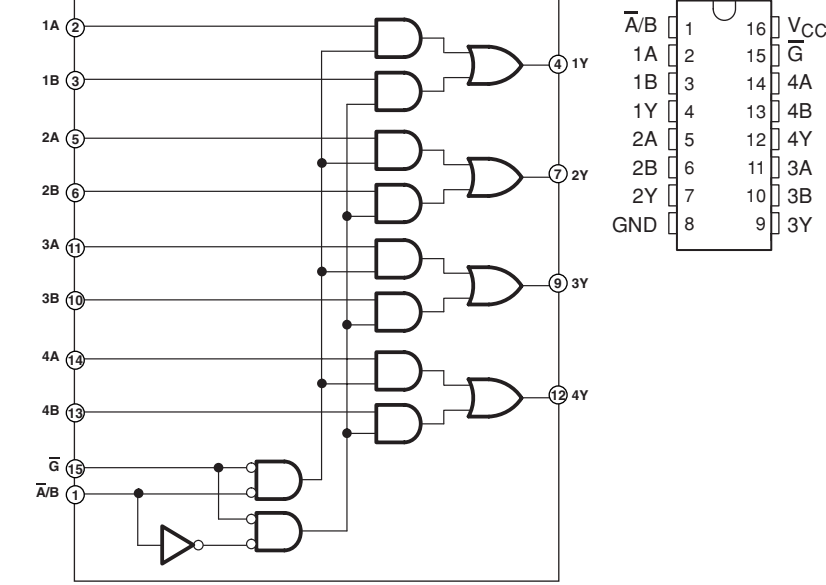 1A 2
1B 3
4 1Y
2A 5
2B 6
7 2Y
3A 11
3B 10
9 3Y
4A 14
4B 13
12 4Y
G̅ 15
A̅/B 1
A̅/B 1 16 VCC
1A 2 15 G̅
1B 3 14 4A
1Y 4 13 4B
2A 5 12 4Y
2B 6 11 3A
2Y 7 10 3B
GND 8 9 3Y